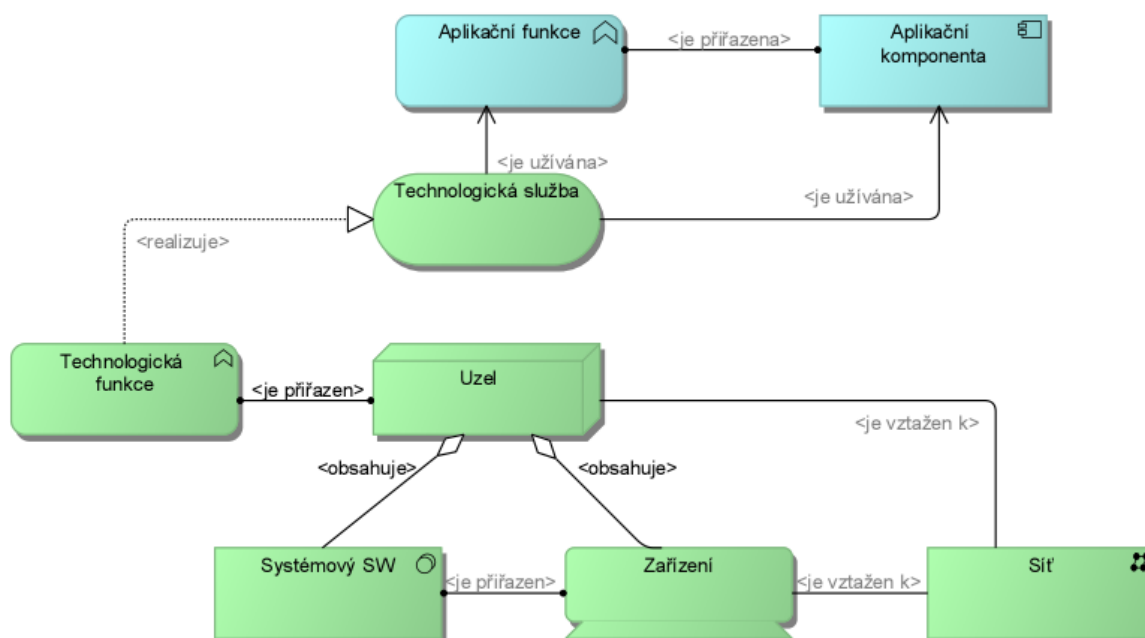 Aplikační funkce
<je přiřazena>
Aplikační
komponenta
<je užívána>
Technologická služba
<je užívána>
<realizuje>
Technologická
funkce
<je přiřazen>
Uzel
<je vztažen k>
<obsahuje>
<obsahuje>
Systémový SW
<je přiřazen>
Zařízení
<je vztažen k>
Síť